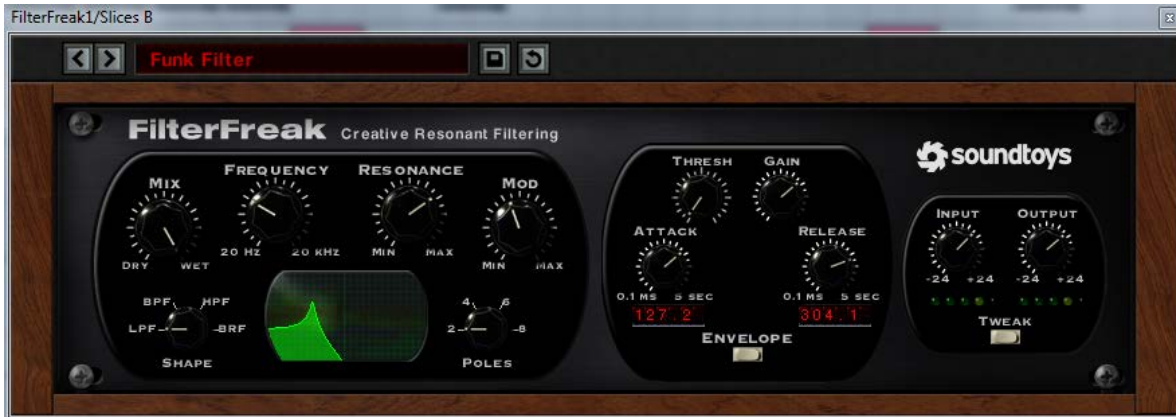 FilterFreak1/Slices B
Funk Filter
FilterFreak Creative Resonant Filtering
soundtoys
MIX
DRY WET
FREQUENCY
20 HZ 20 KHZ
RESONANCE
MIN MAX
MOD
MIN MAX
BPF HPF
LPF BRF
SHAPE
4 6
2 8
POLES
THRESH GAIN
ATTACK
0.1 MS 5 SEC
127.2
RELEASE
0.1 MS 5 SEC
304.1
ENVELOPE
INPUT
-24 +24
OUTPUT
-24 +24
TWEAK